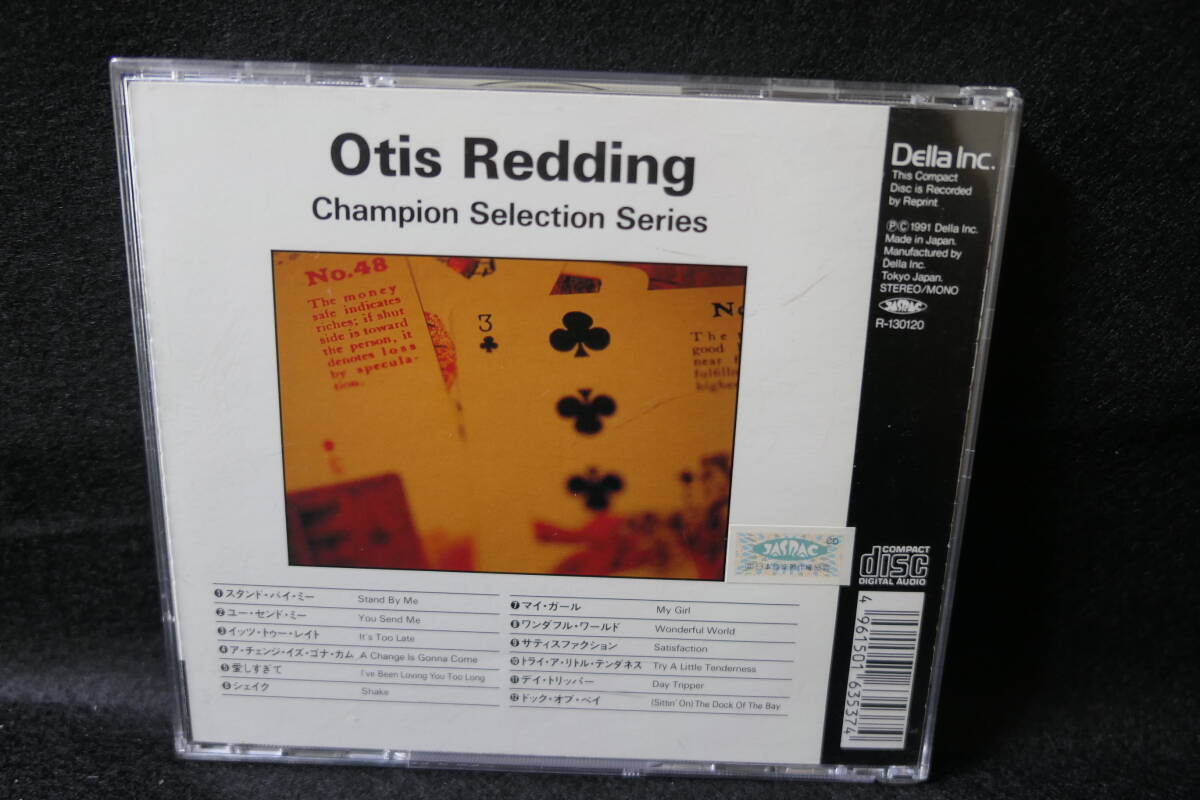 Otis Redding
Champion Selection Series
No.48
The money
safe indicates
riches; if shut
side is toward
the person, it
denotes loss
by specula-
tion.
3
No
The
good
near
fulfill
highes
❶スタンド・バイ・ミー Stand By Me
❷ユー・センド・ミー You Send Me
❸イッツ・トゥー・レイト It's Too Late
❹ア・チェンジ・イズ・ゴナ・カム A Change Is Gonna Come
❺愛しすぎて I've Been Loving You Too Long
❻シェイク Shake
❼マイ・ガール My Girl
❽ワンダフル・ワールド Wonderful World
❾サティスファクション Satisfaction
❿トライ・ア・リトル・テンダネス Try A Little Tenderness
⓫デイ・トリッパー Day Tripper
⓬ドック・オブ・ベイ (Sittin' On) The Dock Of The Bay
Della Inc.
This Compact
Disc is Recorded
by Reprint
ⓅⒸ1991 Della Inc.
Made in Japan.
Manufactured by
Della Inc.
Tokyo Japan.
STEREO/MONO
JASRAC
R-130120
JASRAC
CD
COMPACT
disc
DIGITAL AUDIO
4961501635374